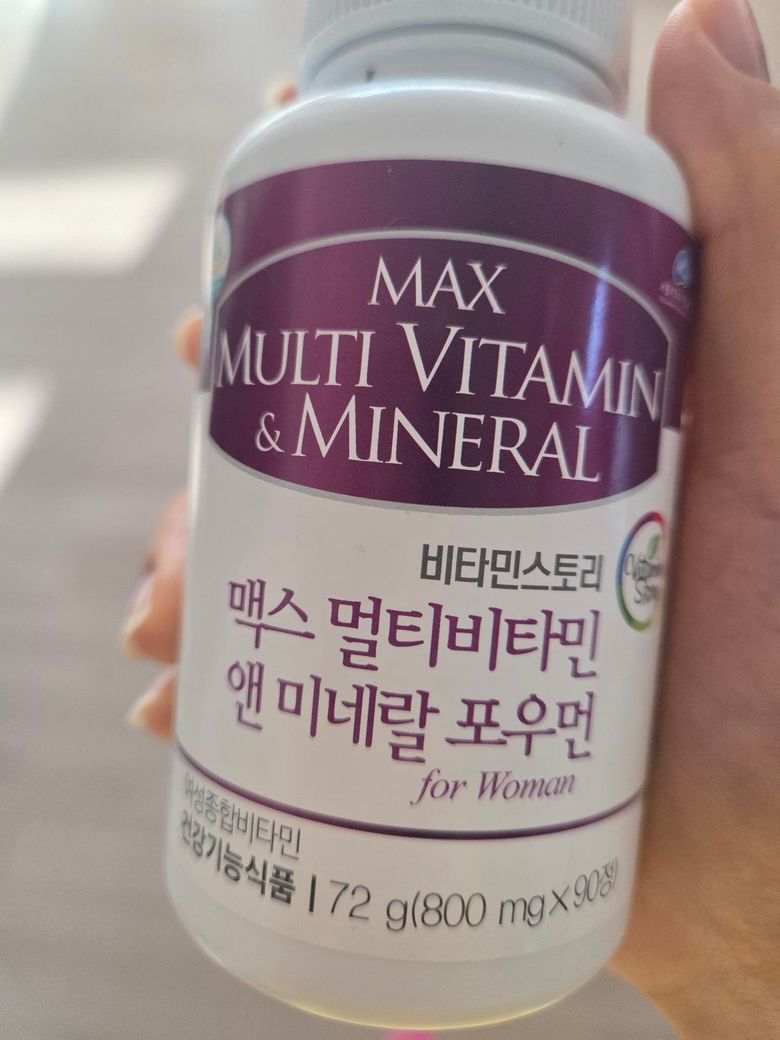 MAX
MULTI VITAMIN
& MINERAL
비타민스토리
맥스 멀티비타민
앤 미네랄 포우먼
for Woman
여성종합비타민
건강기능식품 | 72 g(800 mg×90정)